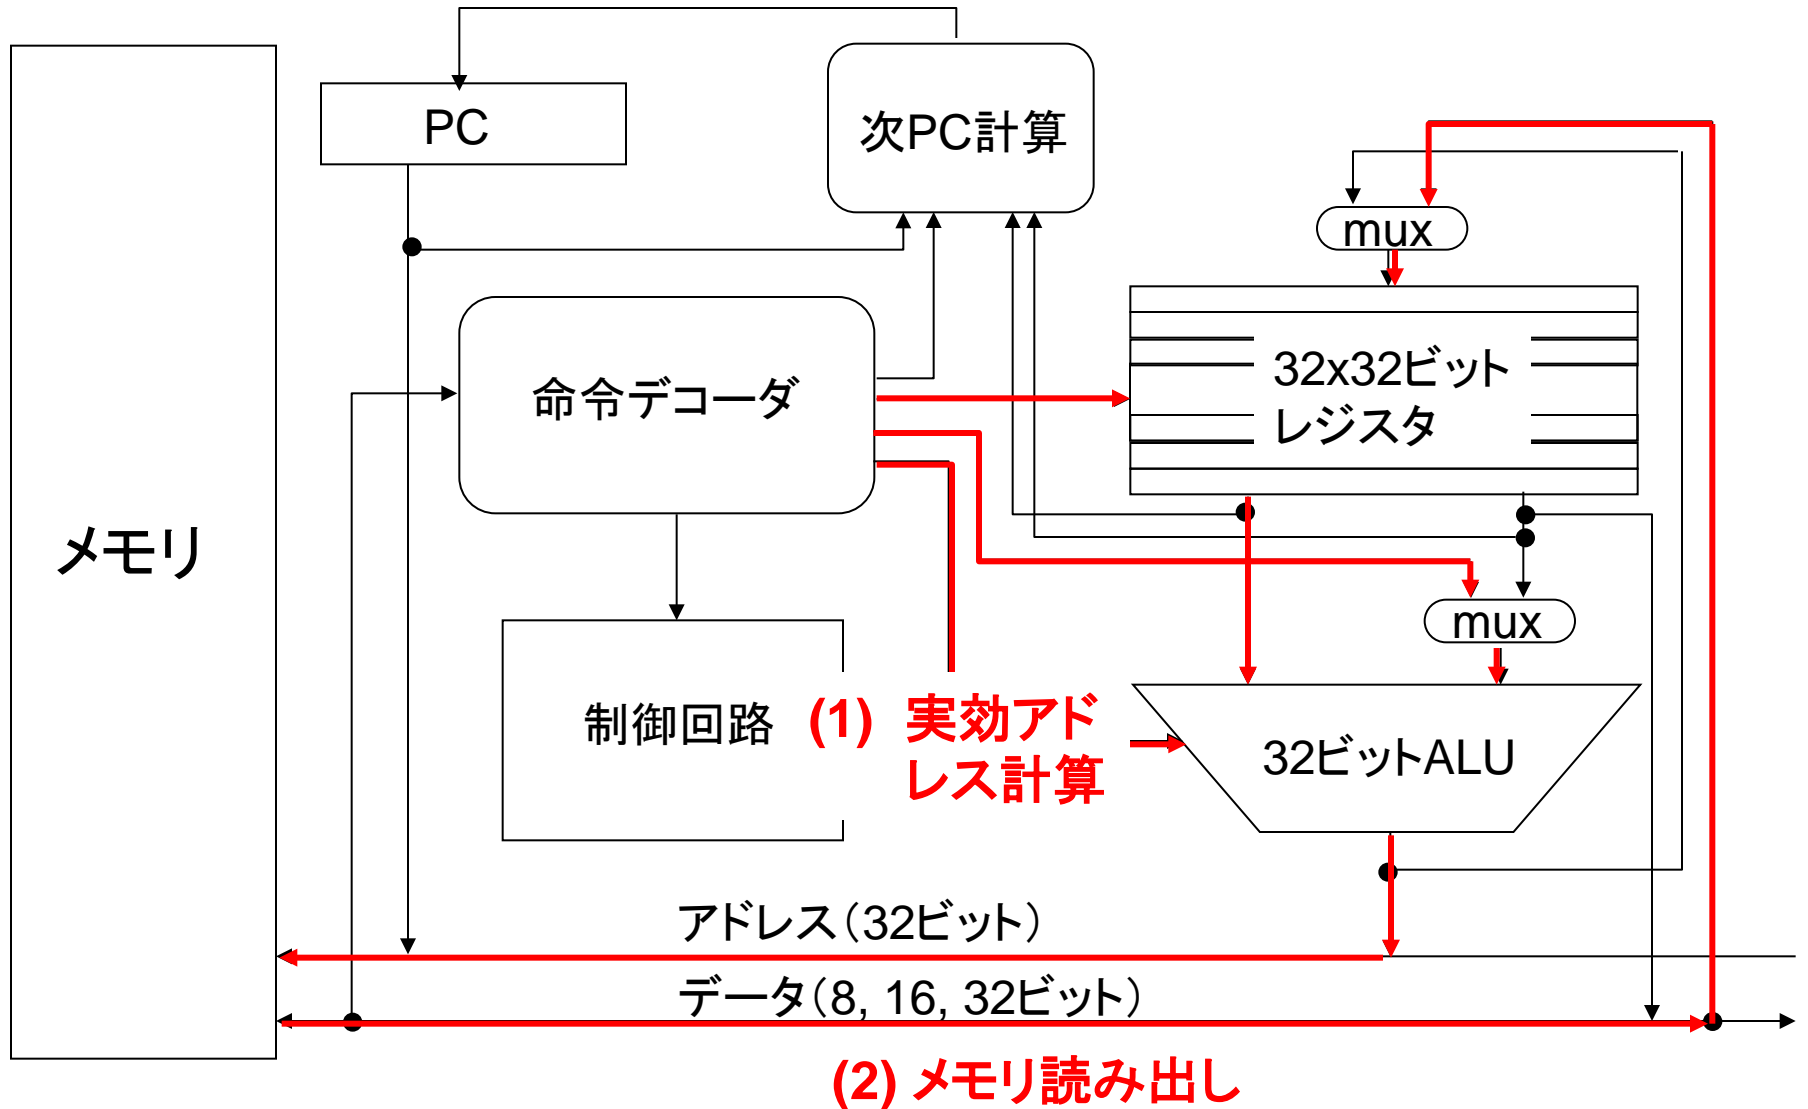 PC
次PC計算
mux
命令デコーダ
32x32ビット
レジスタ
メモリ
mux
制御回路
(1) 実効アド
レス計算
32ビットALU
アドレス（32ビット）
データ（8, 16, 32ビット）
(2) メモリ読み出し